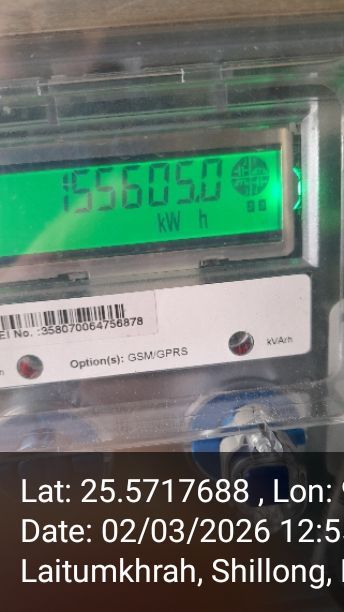 155605.0
kW h
EI No. :358070064756878
Option(s): GSM/GPRS
kVArh
Lat: 25.5717688 , Lon:
Date: 02/03/2026 12:5
Laitumkhrah, Shillong,